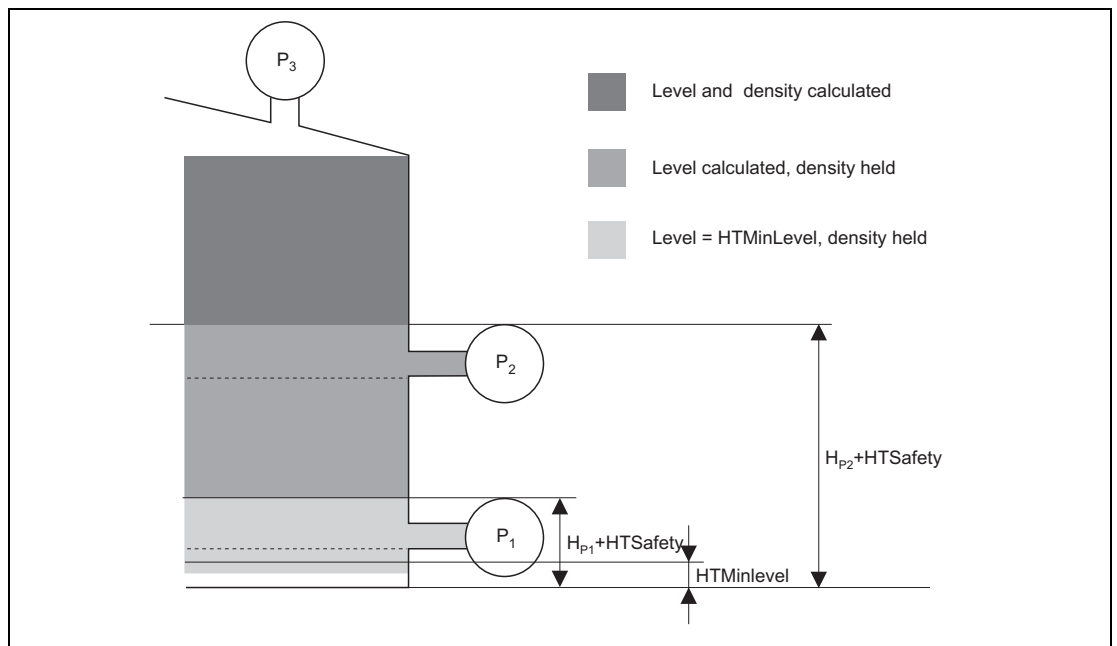 P3
Level and density calculated
Level calculated, density held
Level = HTMinLevel, density held
P2
HP2+HTSafety
P1
HP1+HTSafety
HTMinlevel